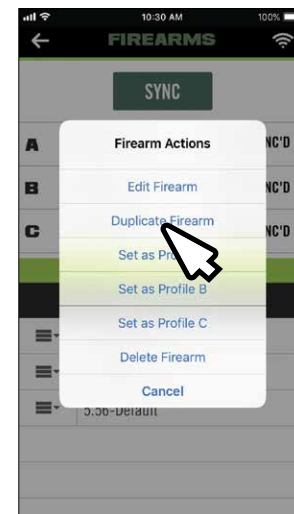 10:30 AM 100%
FIREARMS
SYNC
Firearm Actions
A NC'D
Edit Firearm
B NC'D
Duplicate Firearm
C NC'D
Set as Pro
Set as Profile B
Set as Profile C
Delete Firearm
Cancel
5.56-Default